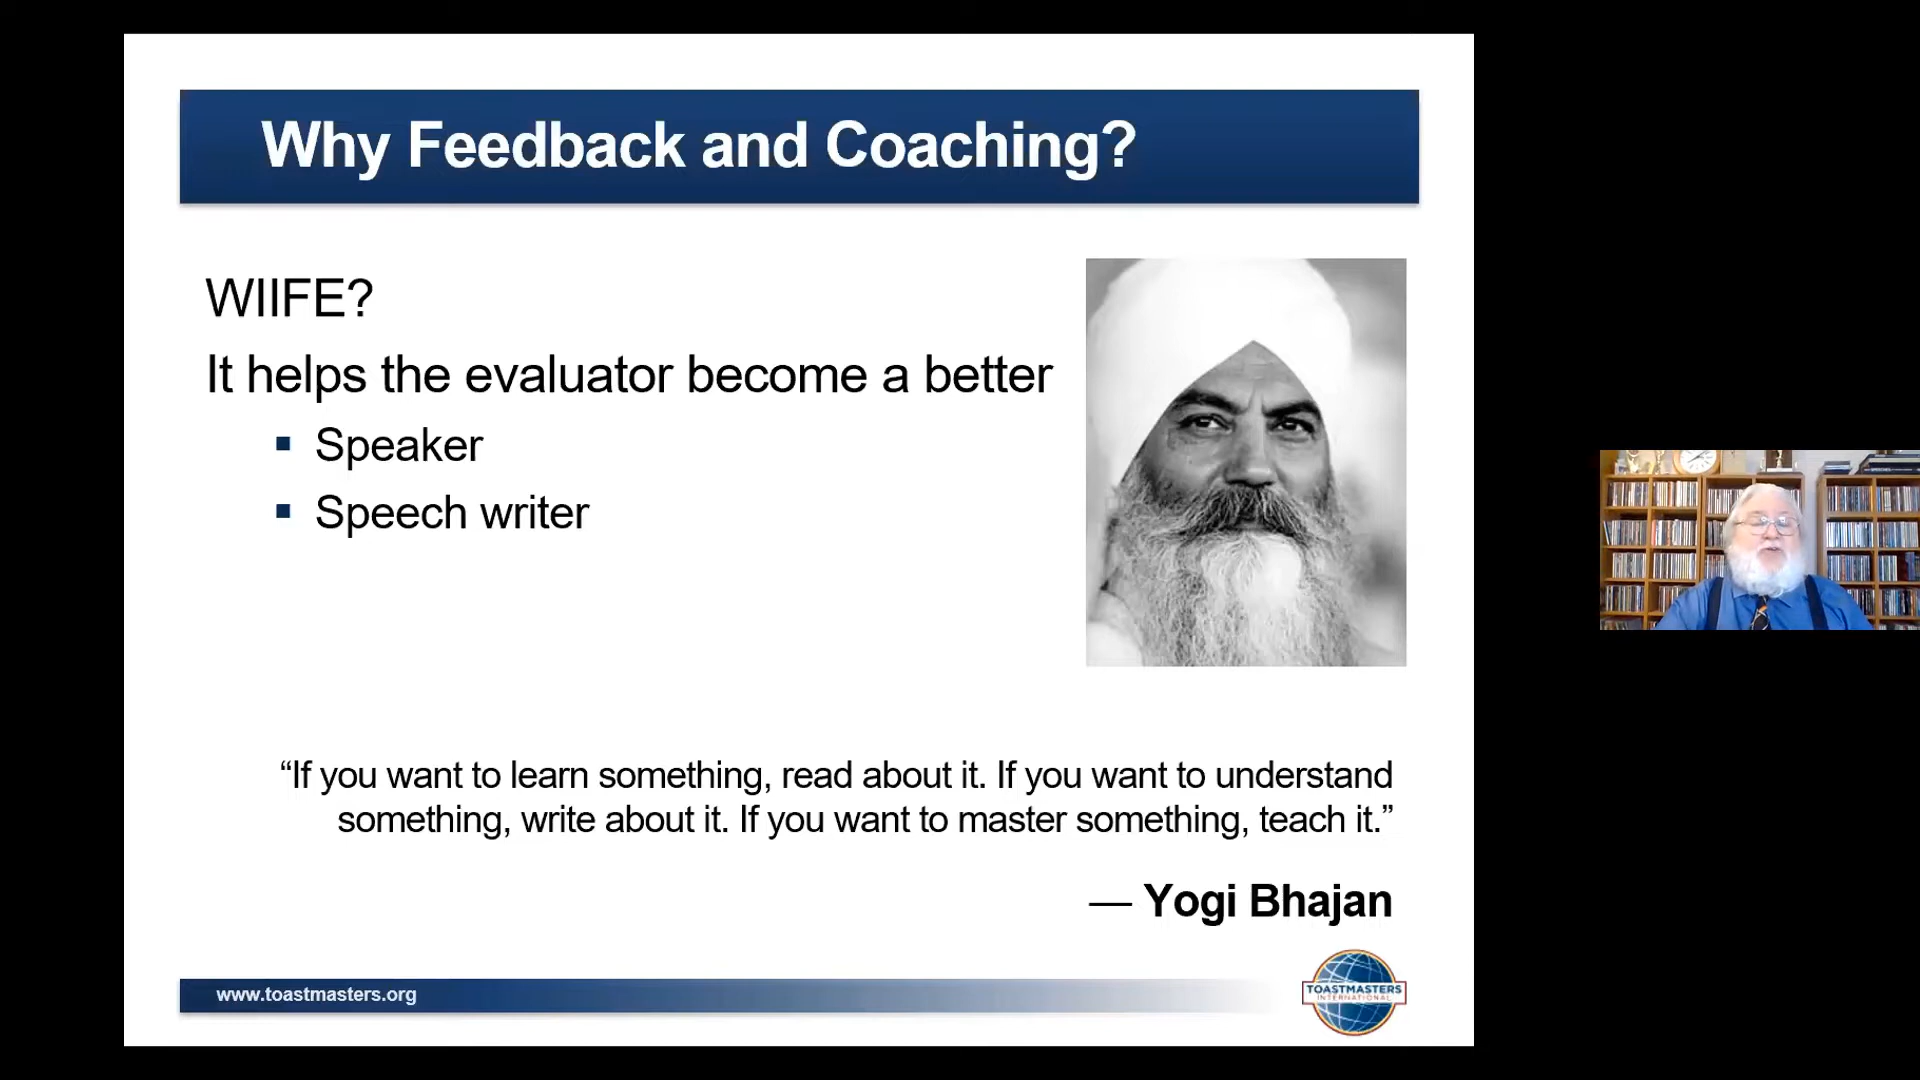 Why Feedback and Coaching?
WIIFE?
It helps the evaluator become a better
▪ Speaker
▪ Speech writer
“If you want to learn something, read about it. If you want to understand
something, write about it. If you want to master something, teach it.”
— Yogi Bhajan
www.toastmasters.org
TOASTMASTERS
INTERNATIONAL